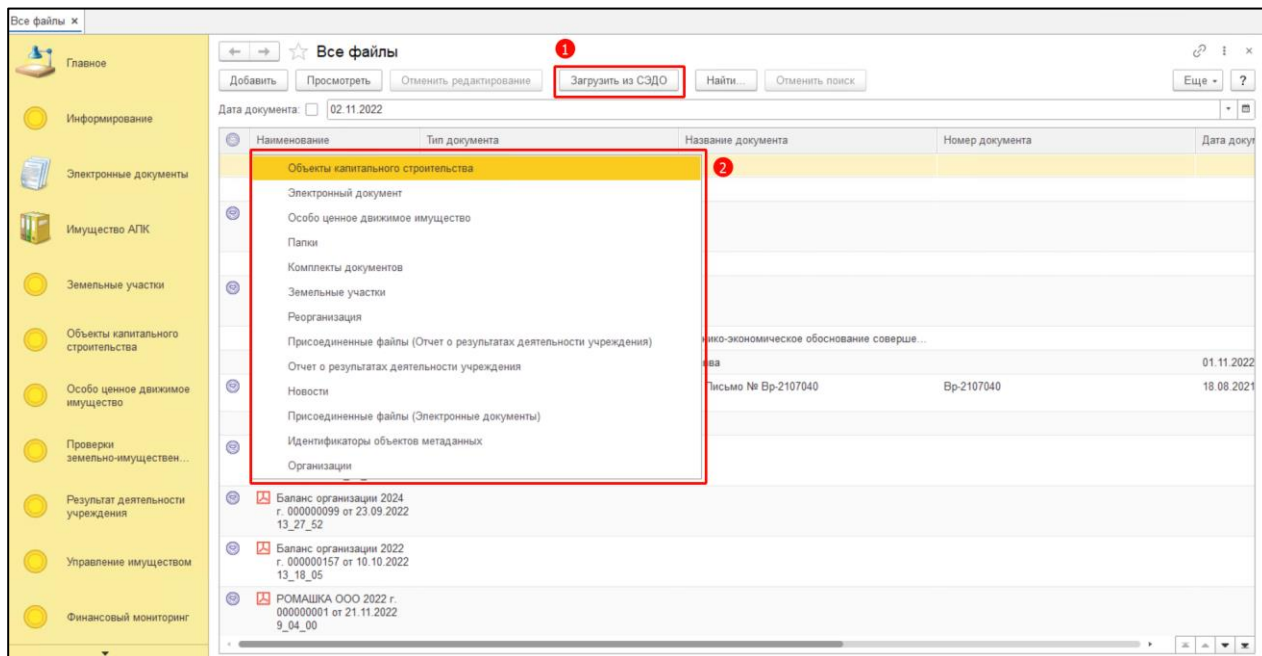 Все файлы ×
Главное
Информирование
Электронные документы
Имущество АПК
Земельные участки
Объекты капитального
строительства
Особо ценное движимое
имущество
Проверки
земельно-имуществен...
Результат деятельности
учреждения
Управление имуществом
Финансовый мониторинг
Все файлы
1
Добавить
Просмотреть
Отменить редактирование
Загрузить из СЭДО
Найти...
Отменить поиск
Еще
?
Дата документа:
02.11.2022
Наименование
Тип документа
Название документа
Номер документа
Дата докум
2
Объекты капитального строительства
Электронный документ
Особо ценное движимое имущество
Папки
Комплекты документов
Земельные участки
Реорганизация
Присоединенные файлы (Отчет о результатах деятельности учреждения)
Отчет о результатах деятельности учреждения
Новости
Присоединенные файлы (Электронные документы)
Идентификаторы объектов метаданных
Организации
нико-экономическое обоснование соверше...
01.11.2022
Письмо № Вр-2107040
Вр-2107040
18.08.2021
Баланс организации 2024
г. 000000099 от 23.09.2022
13_27_52
Баланс организации 2022
г. 000000157 от 10.10.2022
13_18_05
РОМАШКА ООО 2022 г.
000000001 от 21.11.2022
9_04_00